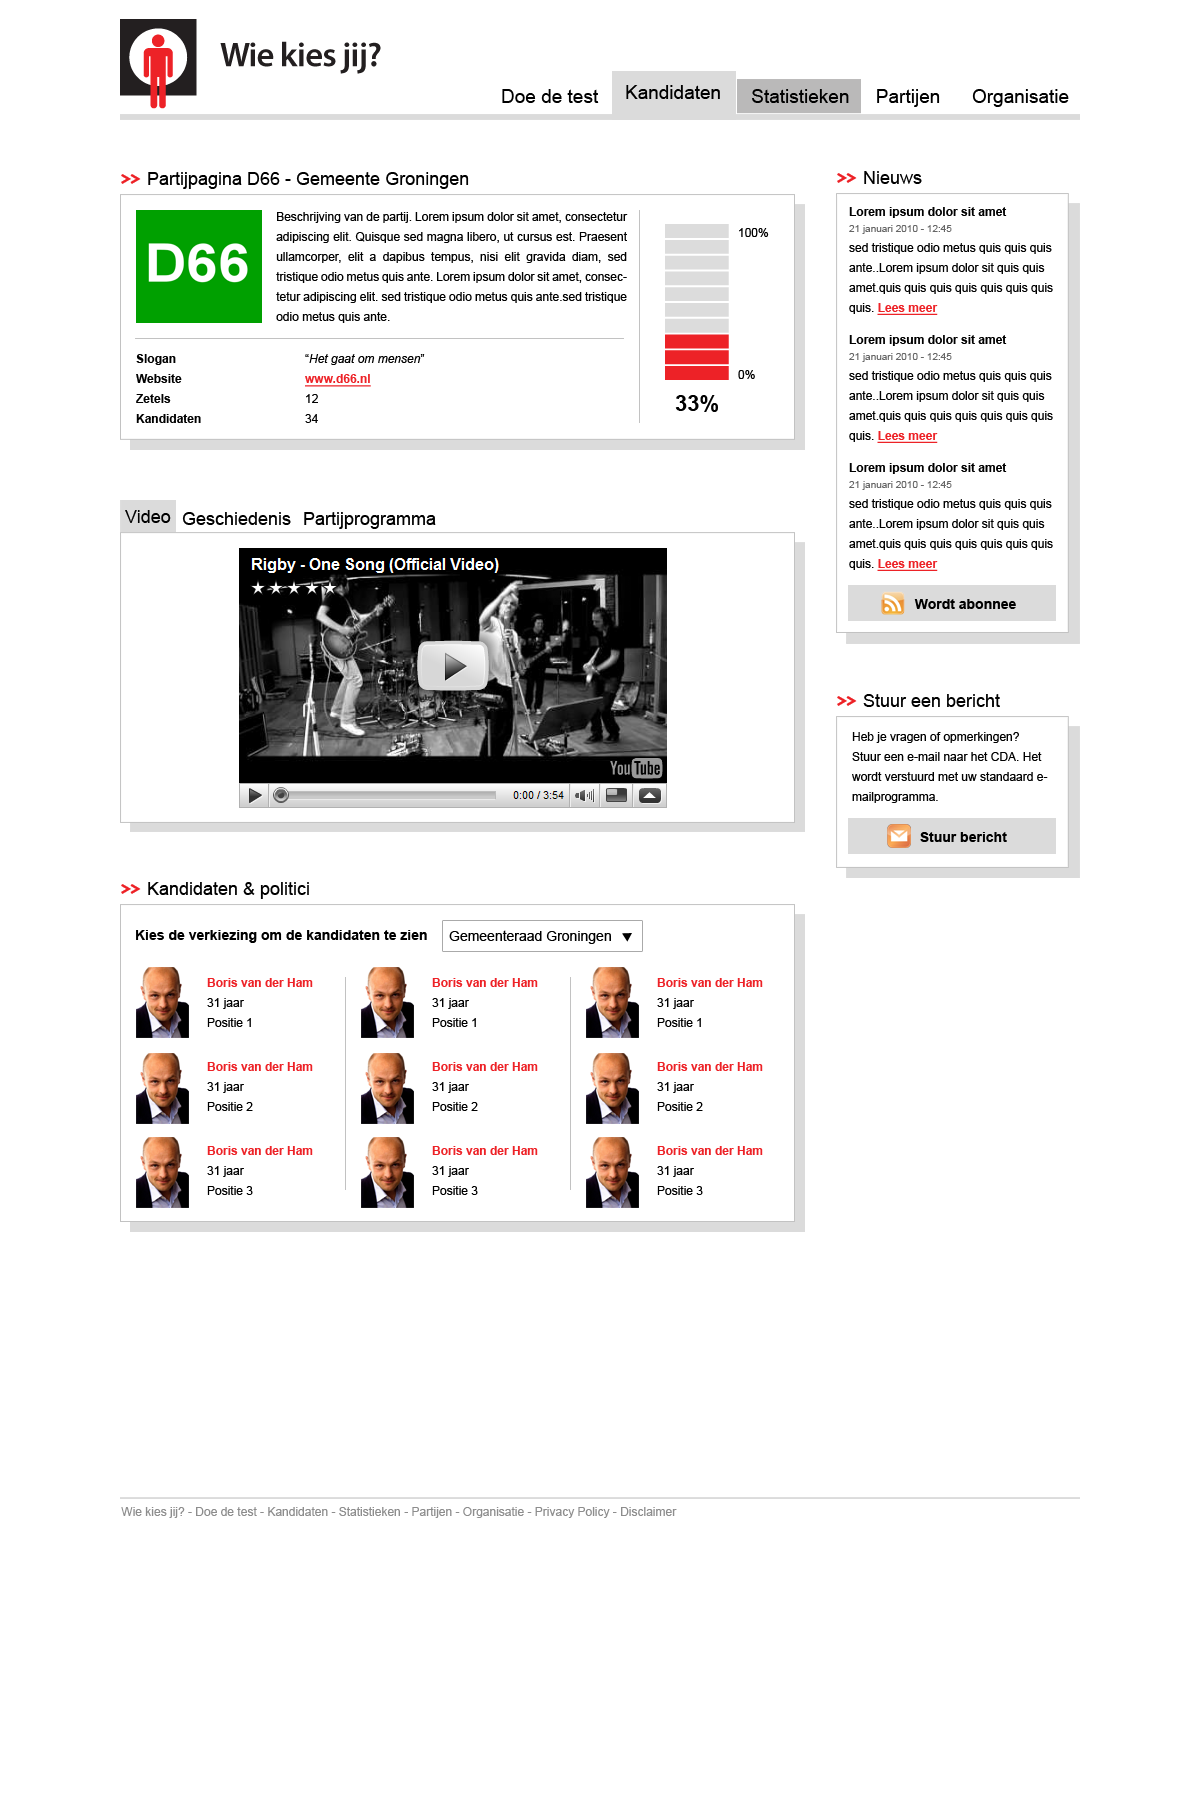 Wie kies jij?
Doe de test
Kandidaten
Statistieken
Partijen
Organisatie
>> Partijpagina D66 - Gemeente Groningen
D66
Beschrijving van de partij. Lorem ipsum dolor sit amet, consectetur
adipiscing elit. Quisque sed magna libero, ut cursus est. Praesent
ullamcorper, elit a dapibus tempus, nisi elit gravida diam, sed
tristique odio metus quis ante. Lorem ipsum dolor sit amet, consec-
tetur adipiscing elit. sed tristique odio metus quis ante.sed tristique
odio metus quis ante.
Slogan “Het gaat om mensen”
Website www.d66.nl
Zetels 12
Kandidaten 34
100%
0%
33%
Video Geschiedenis Partijprogramma
Rigby - One Song (Official Video)
YouTube
0:00 / 3:54
>> Kandidaten & politici
Kies de verkiezing om de kandidaten te zien Gemeenteraad Groningen
Boris van der Ham
31 jaar
Positie 1
Boris van der Ham
31 jaar
Positie 1
Boris van der Ham
31 jaar
Positie 1
Boris van der Ham
31 jaar
Positie 2
Boris van der Ham
31 jaar
Positie 2
Boris van der Ham
31 jaar
Positie 2
Boris van der Ham
31 jaar
Positie 3
Boris van der Ham
31 jaar
Positie 3
Boris van der Ham
31 jaar
Positie 3
>> Nieuws
Lorem ipsum dolor sit amet
21 januari 2010 - 12:45
sed tristique odio metus quis quis quis
ante..Lorem ipsum dolor sit quis quis
amet.quis quis quis quis quis quis quis
quis. Lees meer
Lorem ipsum dolor sit amet
21 januari 2010 - 12:45
sed tristique odio metus quis quis quis
ante..Lorem ipsum dolor sit quis quis
amet.quis quis quis quis quis quis quis
quis. Lees meer
Lorem ipsum dolor sit amet
21 januari 2010 - 12:45
sed tristique odio metus quis quis quis
ante..Lorem ipsum dolor sit quis quis
amet.quis quis quis quis quis quis quis
quis. Lees meer
Wordt abonnee
>> Stuur een bericht
Heb je vragen of opmerkingen?
Stuur een e-mail naar het CDA. Het
wordt verstuurd met uw standaard e-
mailprogramma.
Stuur bericht
Wie kies jij? - Doe de test - Kandidaten - Statistieken - Partijen - Organisatie - Privacy Policy - Disclaimer